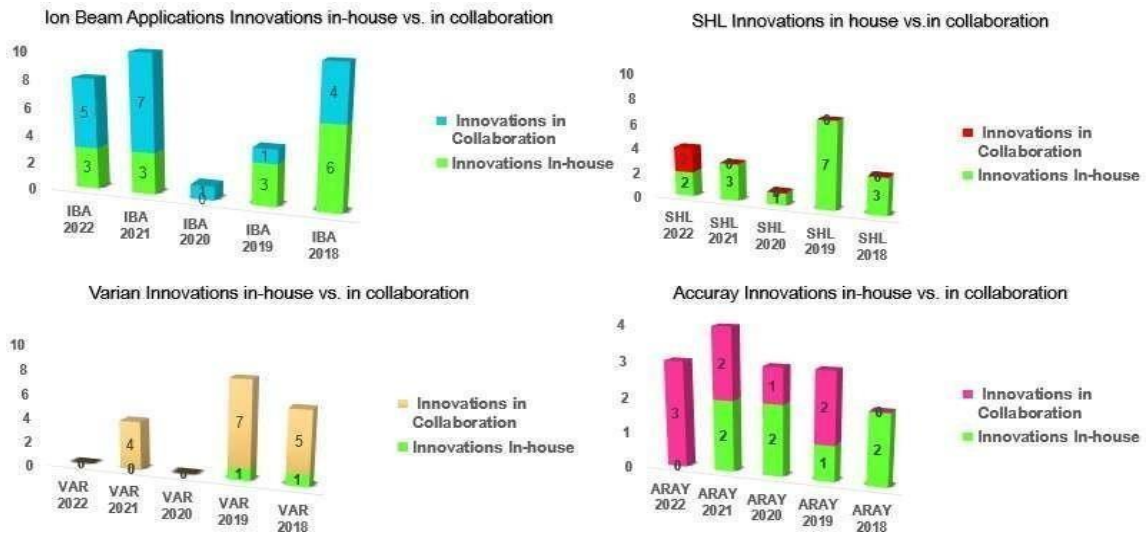 Ion Beam Applications Innovations in-house vs. in collaboration
10
8
6
4
2
0
5
3
7
3
1
0
1
3
4
6
IBA
2022
IBA
2021
IBA
2020
IBA
2019
IBA
2018
Innovations in
Collaboration
Innovations In-house
SHL Innovations in house vs.in collaboration
10
8
6
4
2
0
2
0
3
1
0
7
0
3
SHL
2022
SHL
2021
SHL
2020
SHL
2019
SHL
2018
Innovations in
Collaboration
Innovations In-house
Varian Innovations in-house vs. in collaboration
10
8
6
4
2
0
0
4
0
0
7
1
5
1
VAR
2022
VAR
2021
VAR
2020
VAR
2019
VAR
2018
Innovations in
Collaboration
Innovations In-house
Accuray Innovations in-house vs. in collaboration
4
3
2
1
0
3
0
2
2
1
2
2
1
0
2
ARAY
2022
ARAY
2021
ARAY
2020
ARAY
2019
ARAY
2018
Innovations in
Collaboration
Innovations In-house